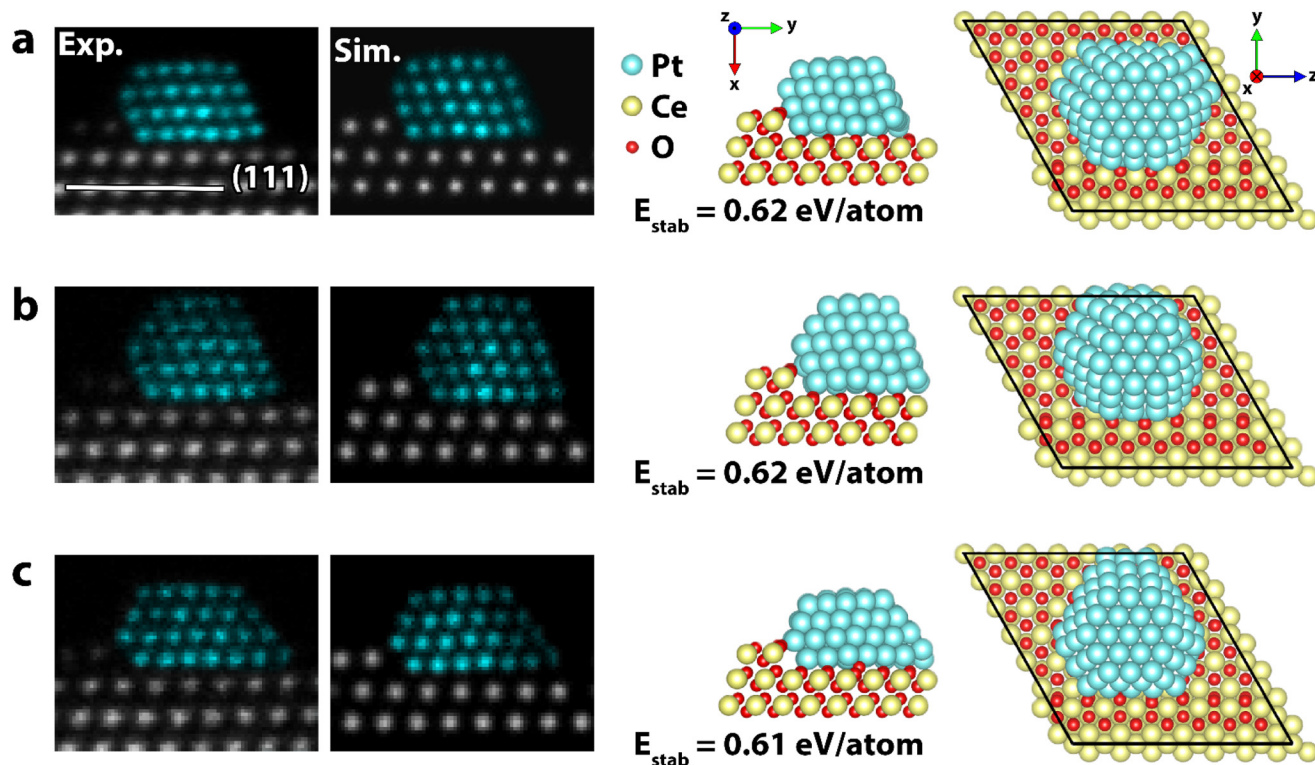 a
Exp.
Sim.
(111)
z
y
x
Pt
Ce
O
E_stab = 0.62 eV/atom
y
x
z
b
E_stab = 0.62 eV/atom
c
E_stab = 0.61 eV/atom